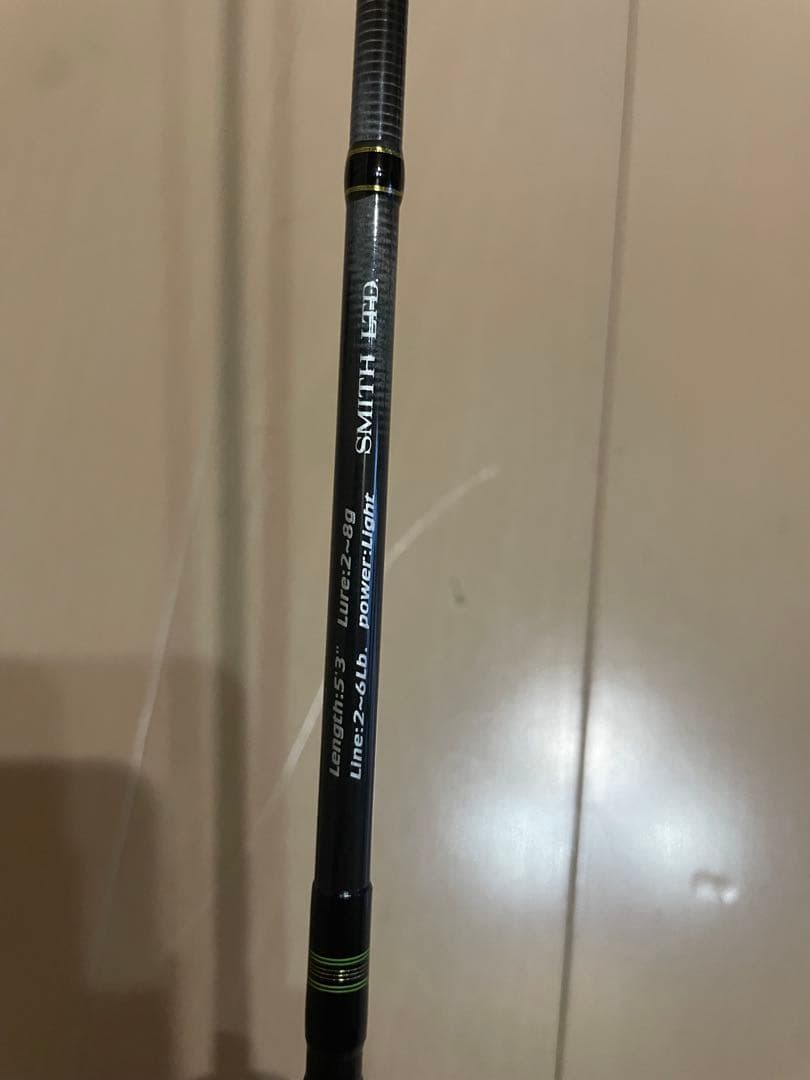 SMITH LTD.
Length:5'3" Lure:2~8g
Line:2~6Lb. power:Light